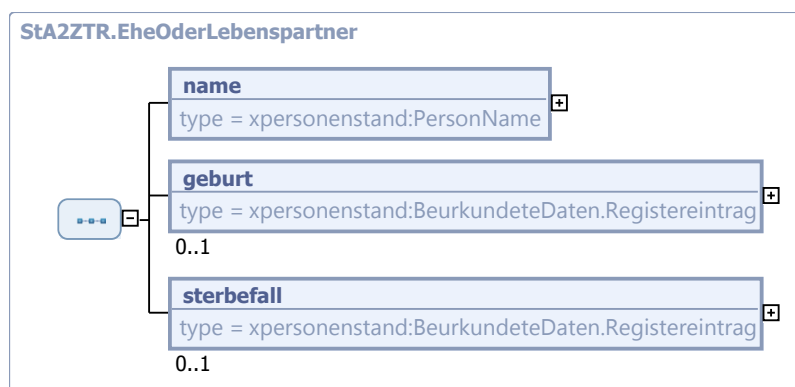 StA2ZTR.EheOderLebenspartner
name
type = xpersonenstand:PersonName
geburt
type = xpersonenstand:BeurkundeteDaten.Registereintrag
0..1
sterbefall
type = xpersonenstand:BeurkundeteDaten.Registereintrag
0..1